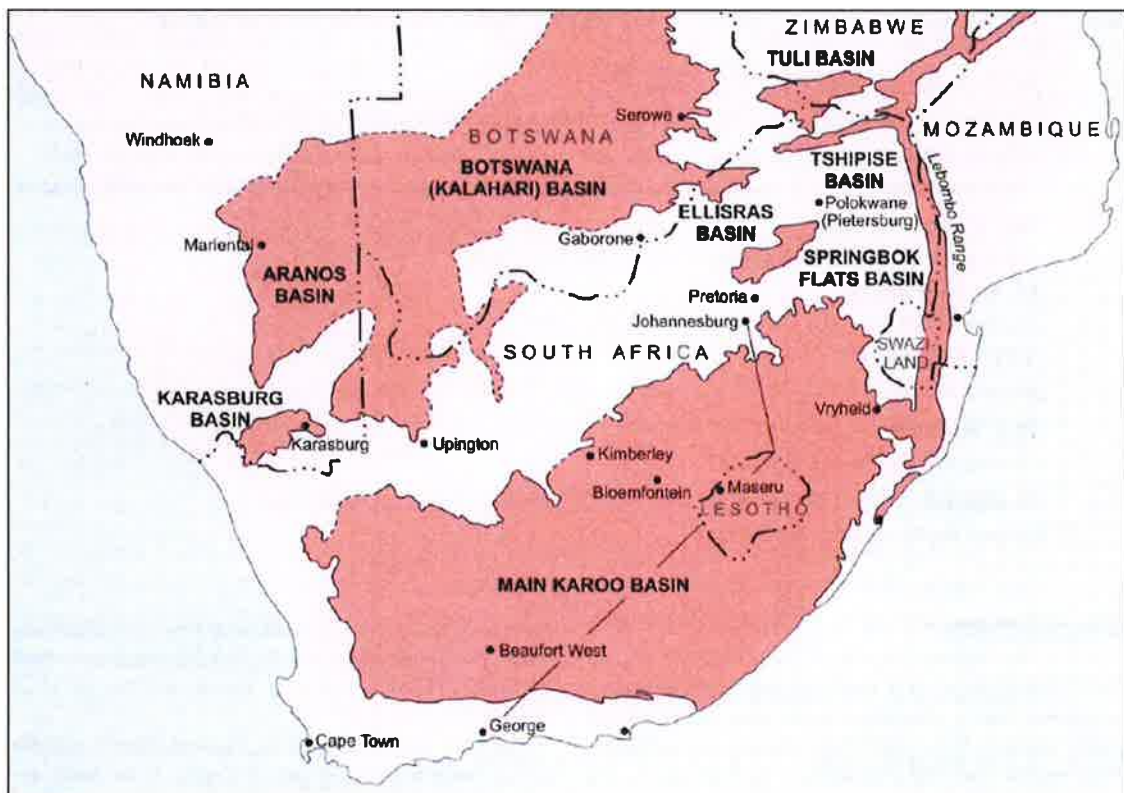 ZIMBABWE
TULI BASIN
NAMIBIA
Serowe
Windhoek
BOTSWANA
MOZAMBIQUE
BOTSWANA
(KALAHARI) BASIN
TSHIPISE
BASIN
Lebombo Range
Polokwane
(Pietersburg)
ELLISRAS
BASIN
Mariental
Gaborone
ARANOS
BASIN
SPRINGBOK
FLATS BASIN
Pretoria
Johannesburg
SOUTH AFRICA
SWAZI-
LAND
KARASBURG
BASIN
Vryheid
Karasburg
Upington
Kimberley
Bloemfontein
Maseru
LESOTHO
MAIN KAROO BASIN
Beaufort West
George
Cape Town